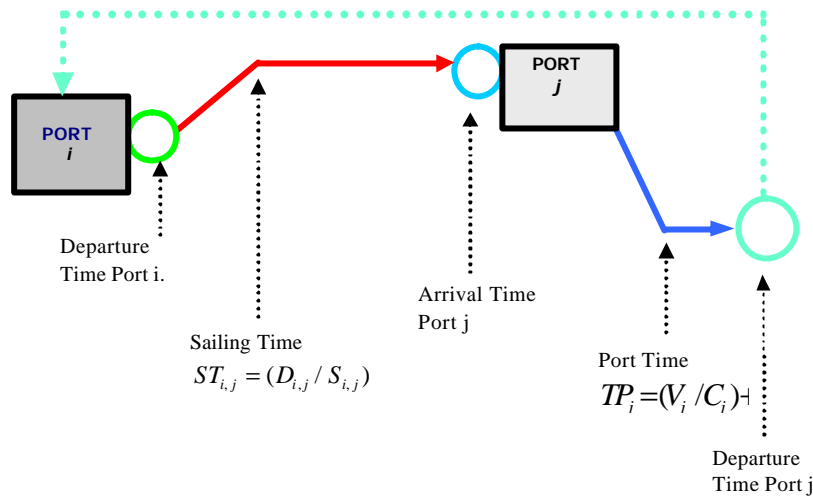 PORT
i
PORT
j
Departure
Time Port i.
Sailing Time
ST_{i,j} = (D_{i,j} / S_{i,j})
Arrival Time
Port j
Port Time
TP_i=(V_i /C_i)+
Departure
Time Port j